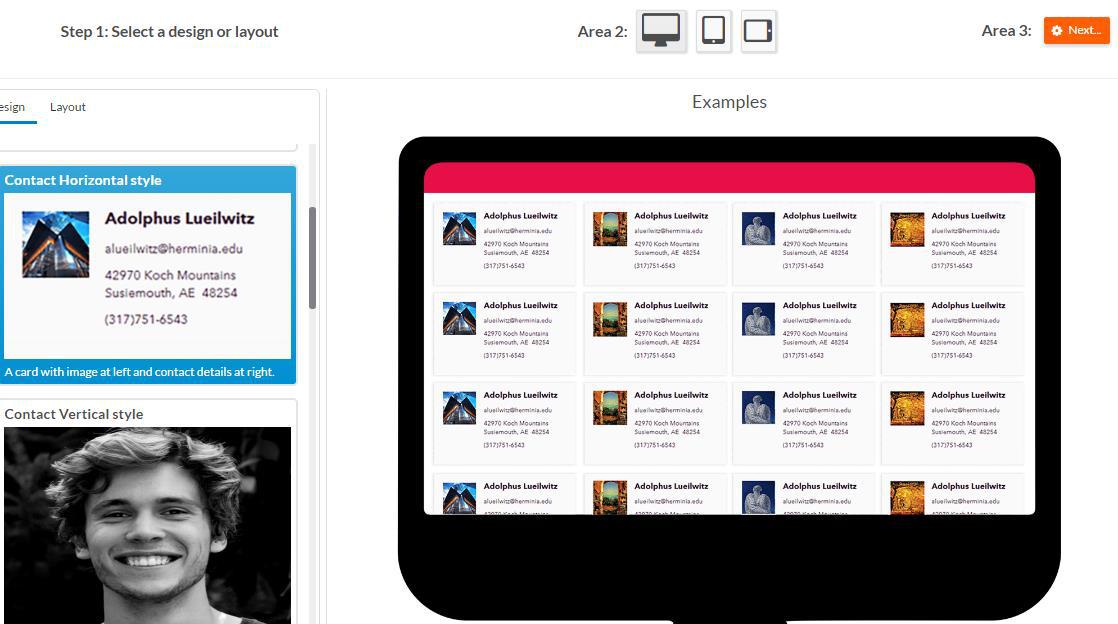 Step 1: Select a design or layout
Area 2:
Area 3:
Next...
esign
Layout
Examples
Contact Horizontal style
Adolphus Lueilwitz
alueilwitz@herminia.edu
42970 Koch Mountains
Susiemouth, AE 48254
(317)751-6543
A card with image at left and contact details at right.
Contact Vertical style
Adolphus Lueilwitz
alueilwitz@herminia.edu
42970 Koch Mountains
Susiemouth, AE 48254
(317)751-6543
Adolphus Lueilwitz
alueilwitz@herminia.edu
42970 Koch Mountains
Susiemouth, AE 48254
(317)751-6543
Adolphus Lueilwitz
alueilwitz@herminia.edu
42970 Koch Mountains
Susiemouth, AE 48254
(317)751-6543
Adolphus Lueilwitz
alueilwitz@herminia.edu
42970 Koch Mountains
Susiemouth, AE 48254
(317)751-6543
Adolphus Lueilwitz
alueilwitz@herminia.edu
42970 Koch Mountains
Susiemouth, AE 48254
(317)751-6543
Adolphus Lueilwitz
alueilwitz@herminia.edu
42970 Koch Mountains
Susiemouth, AE 48254
(317)751-6543
Adolphus Lueilwitz
alueilwitz@herminia.edu
42970 Koch Mountains
Susiemouth, AE 48254
(317)751-6543
Adolphus Lueilwitz
alueilwitz@herminia.edu
42970 Koch Mountains
Susiemouth, AE 48254
(317)751-6543
Adolphus Lueilwitz
alueilwitz@herminia.edu
42970 Koch Mountains
Susiemouth, AE 48254
(317)751-6543
Adolphus Lueilwitz
alueilwitz@herminia.edu
42970 Koch Mountains
Susiemouth, AE 48254
(317)751-6543
Adolphus Lueilwitz
alueilwitz@herminia.edu
42970 Koch Mountains
Susiemouth, AE 48254
(317)751-6543
Adolphus Lueilwitz
alueilwitz@herminia.edu
42970 Koch Mountains
Susiemouth, AE 48254
(317)751-6543
Adolphus Lueilwitz
alueilwitz@herminia.edu
Adolphus Lueilwitz
alueilwitz@herminia.edu
Adolphus Lueilwitz
alueilwitz@herminia.edu
Adolphus Lueilwitz
alueilwitz@herminia.edu